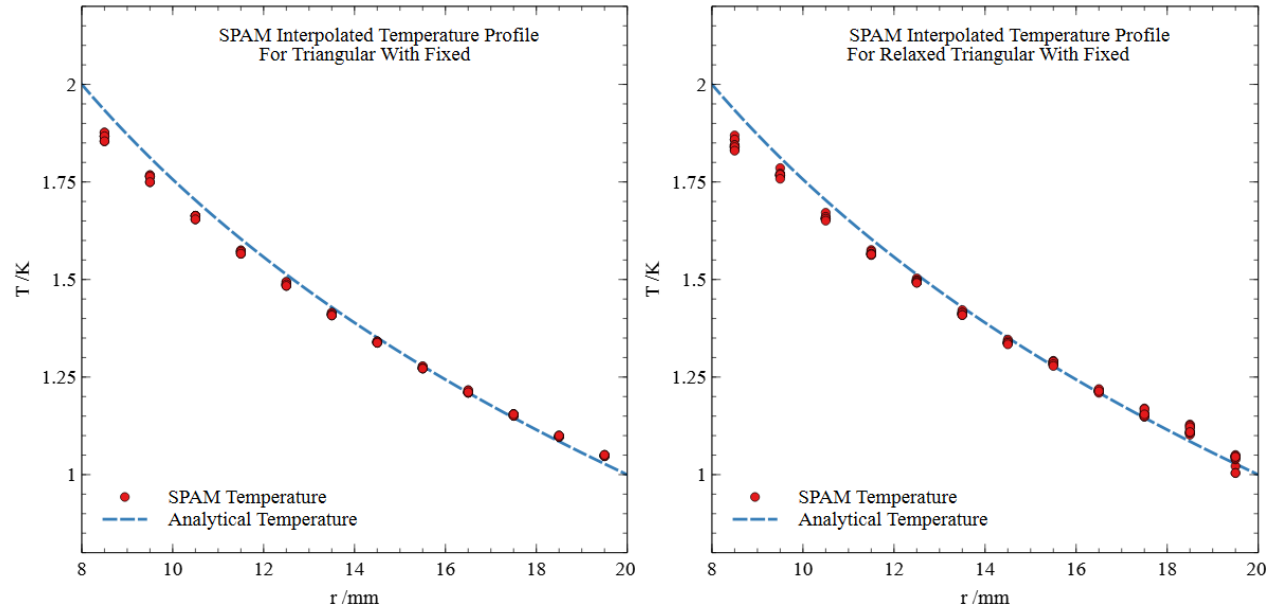 SPAM Interpolated Temperature Profile
For Triangular With Fixed
2
1.75
1.5
1.25
1
T /K
SPAM Temperature
Analytical Temperature
8 10 12 14 16 18 20
r /mm
SPAM Interpolated Temperature Profile
For Relaxed Triangular With Fixed
2
1.75
1.5
1.25
1
T /K
SPAM Temperature
Analytical Temperature
8 10 12 14 16 18 20
r /mm